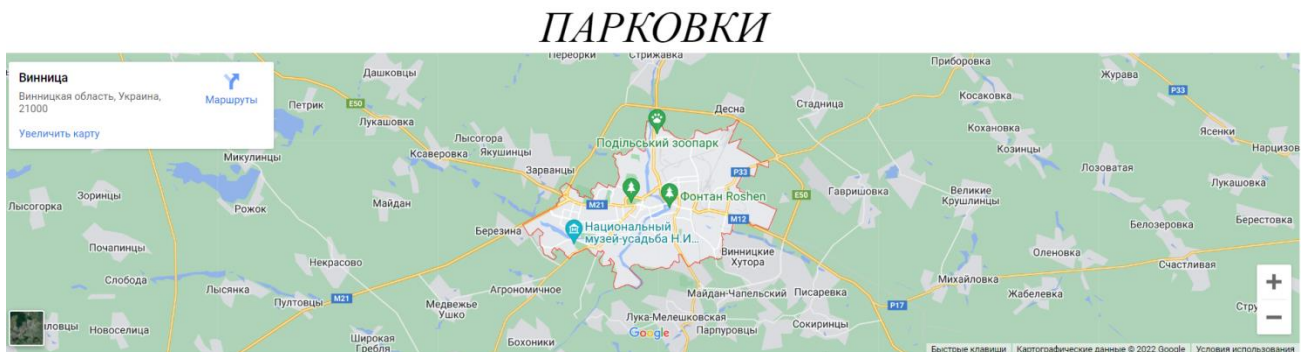 ПАРКОВКИ
Винница
Винницкая область, Украина,
21000
Маршруты
Увеличить карту
Переорки
Стрижавка
Дашковцы
Приборовка
Журава
P33
Петрик
E50
Лукашовка
Десна
Стадница
Косаковка
Кохановка
Ясенки
Нарцизов
Лысогора
Подільський зоопарк
Козинцы
Микулинцы
Ксаверовка
Якушинцы
Зарванцы
P33
Лозоватая
Лукашовка
Зоринцы
Лысогорка
Рожок
Майдан
M21
Фонтан Roshen
E50
Гавришовка
Великие
Крушлинцы
Березина
Национальный
музей-усадьба Н.И...
M12
Белозеровка
Берестовка
Почапинцы
Некрасово
Винницкие
Хутора
Оленовка
Счастливая
Слобода
Лысянка
Агрономичное
Михайловка
Пултовцы
M21
Медвежье
Ушко
Майдан-Чапельский
Писаревка
P17
Жабелевка
Стру
иловцы
Новоселица
Широкая
Гребля
Бохоники
Лука-Мелешковская
Google
Парпуровцы
Сокиринцы
+
−
Быстрые клавиши
Картографические данные © 2022 Google
Условия использования